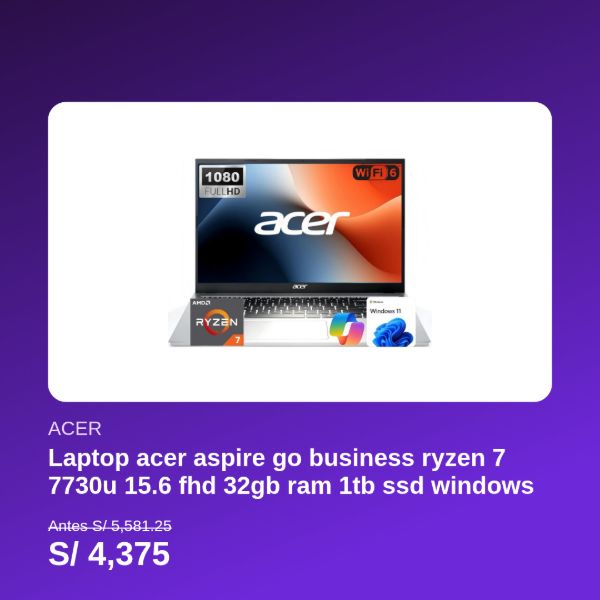 1080
FULLHD
WiFi 6
acer
acer
AMD
RYZEN
7
Windows 11
ACER
Laptop acer aspire go business ryzen 7
7730u 15.6 fhd 32gb ram 1tb ssd windows
Antes S/ 5,581.25
S/ 4,375